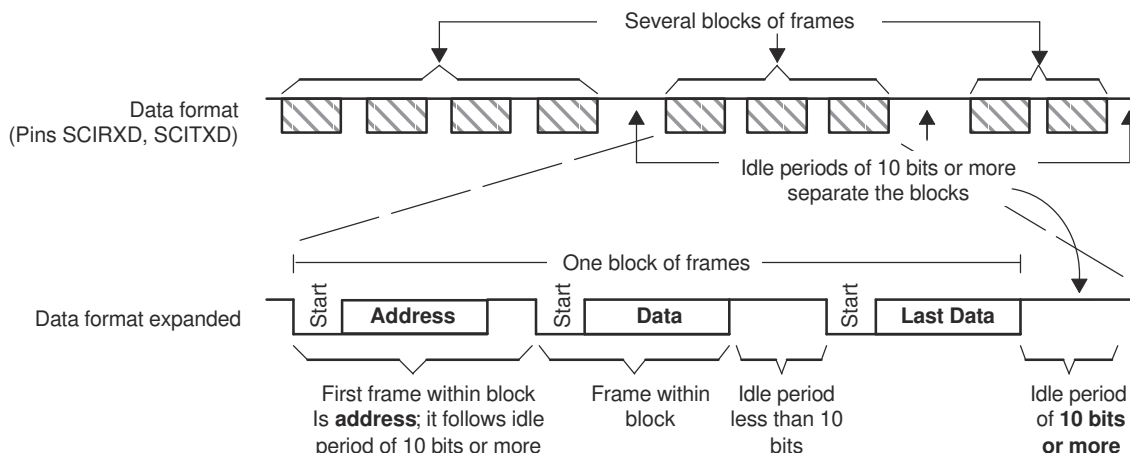 Several blocks of frames
Data format
(Pins SCIRXD, SCITXD)
Idle periods of 10 bits or more
separate the blocks
One block of frames
Data format expanded
Start
Address
Start
Data
Start
Last Data
First frame within block
Is address; it follows idle
period of 10 bits or more
Frame within
block
Idle period
less than 10
bits
Idle period
of 10 bits
or more